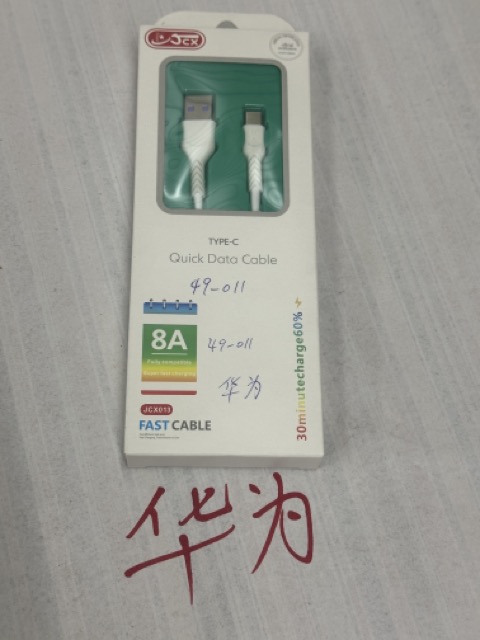 JCX
TYPE-C
Quick Data Cable
49-011
8A
49-011
华为
30minutecharge60%
JCX013
FAST CABLE
华为